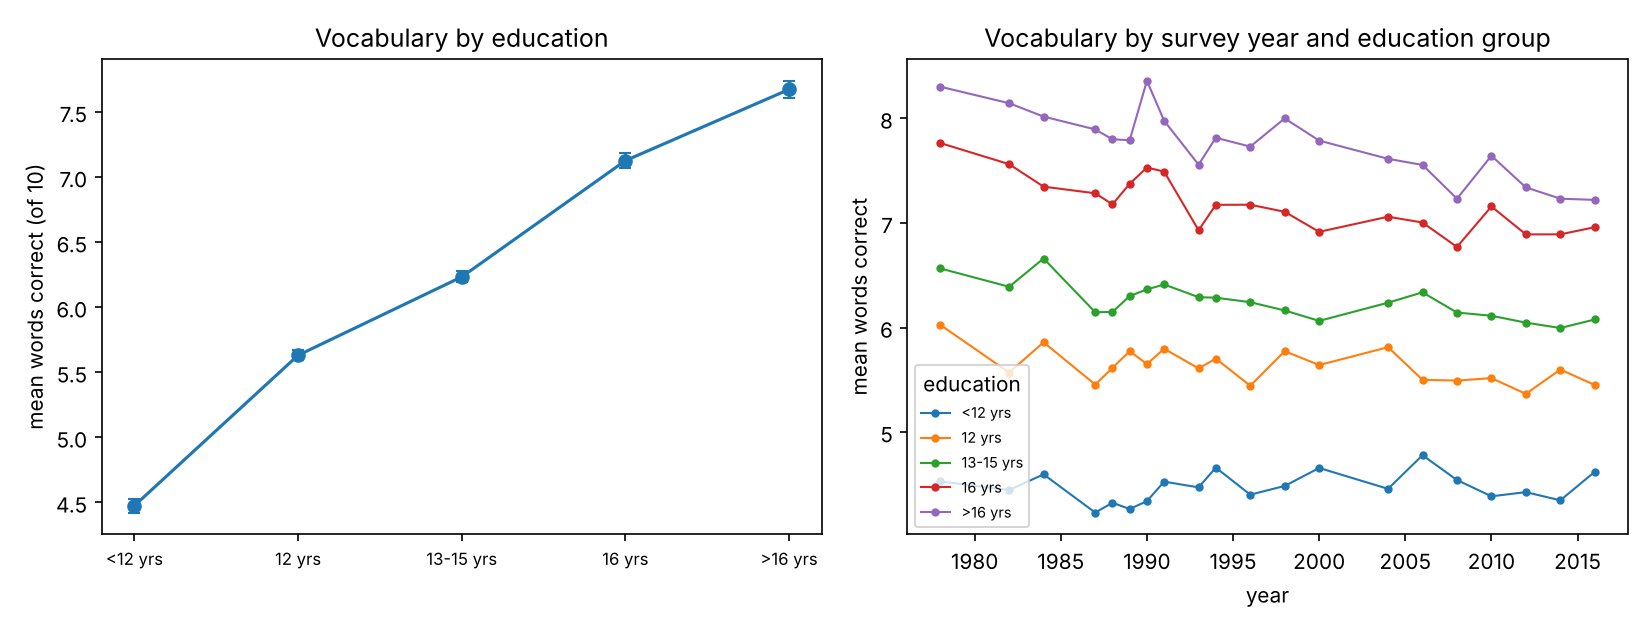 Vocabulary by education
mean words correct (of 10)
7.5
7.0
6.5
6.0
5.5
5.0
4.5
<12 yrs
12 yrs
13-15 yrs
16 yrs
>16 yrs
Vocabulary by survey year and education group
mean words correct
8
7
6
5
education
<12 yrs
12 yrs
13-15 yrs
16 yrs
>16 yrs
1980
1985
1990
1995
2000
2005
2010
2015
year